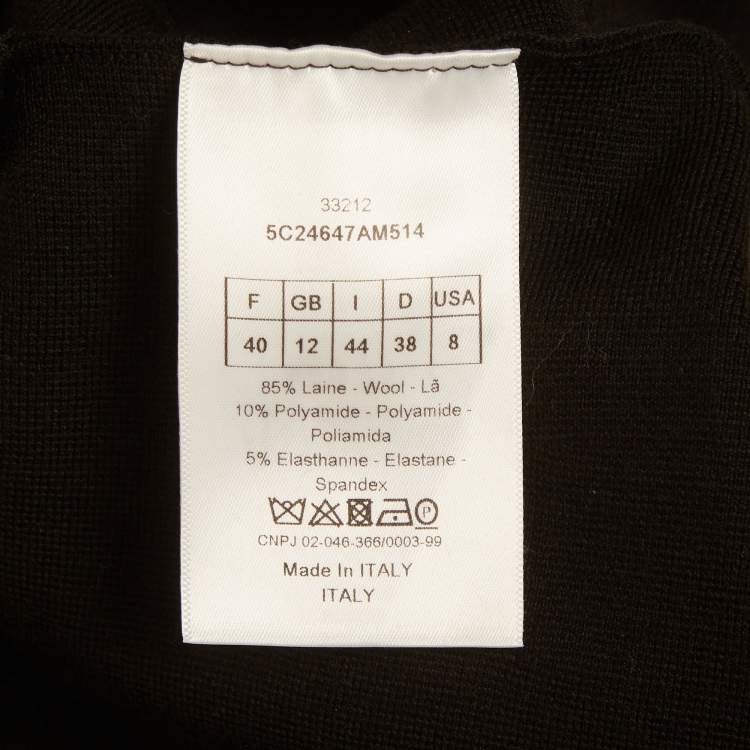 33212
5C24647AM514
F GB I D USA
40 12 44 38 8
85% Laine - Wool - Lã
10% Polyamide - Polyamide -
Poliamida
5% Elasthanne - Elastane -
Spandex
P
CNPJ 02-046-366/0003-99
Made In ITALY
ITALY